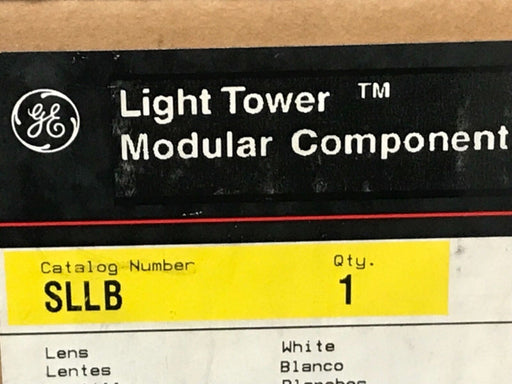 GE
Light Tower ™
Modular Component
Catalog Number Qty.
SLLB 1
Lens White
Lentes Blanco